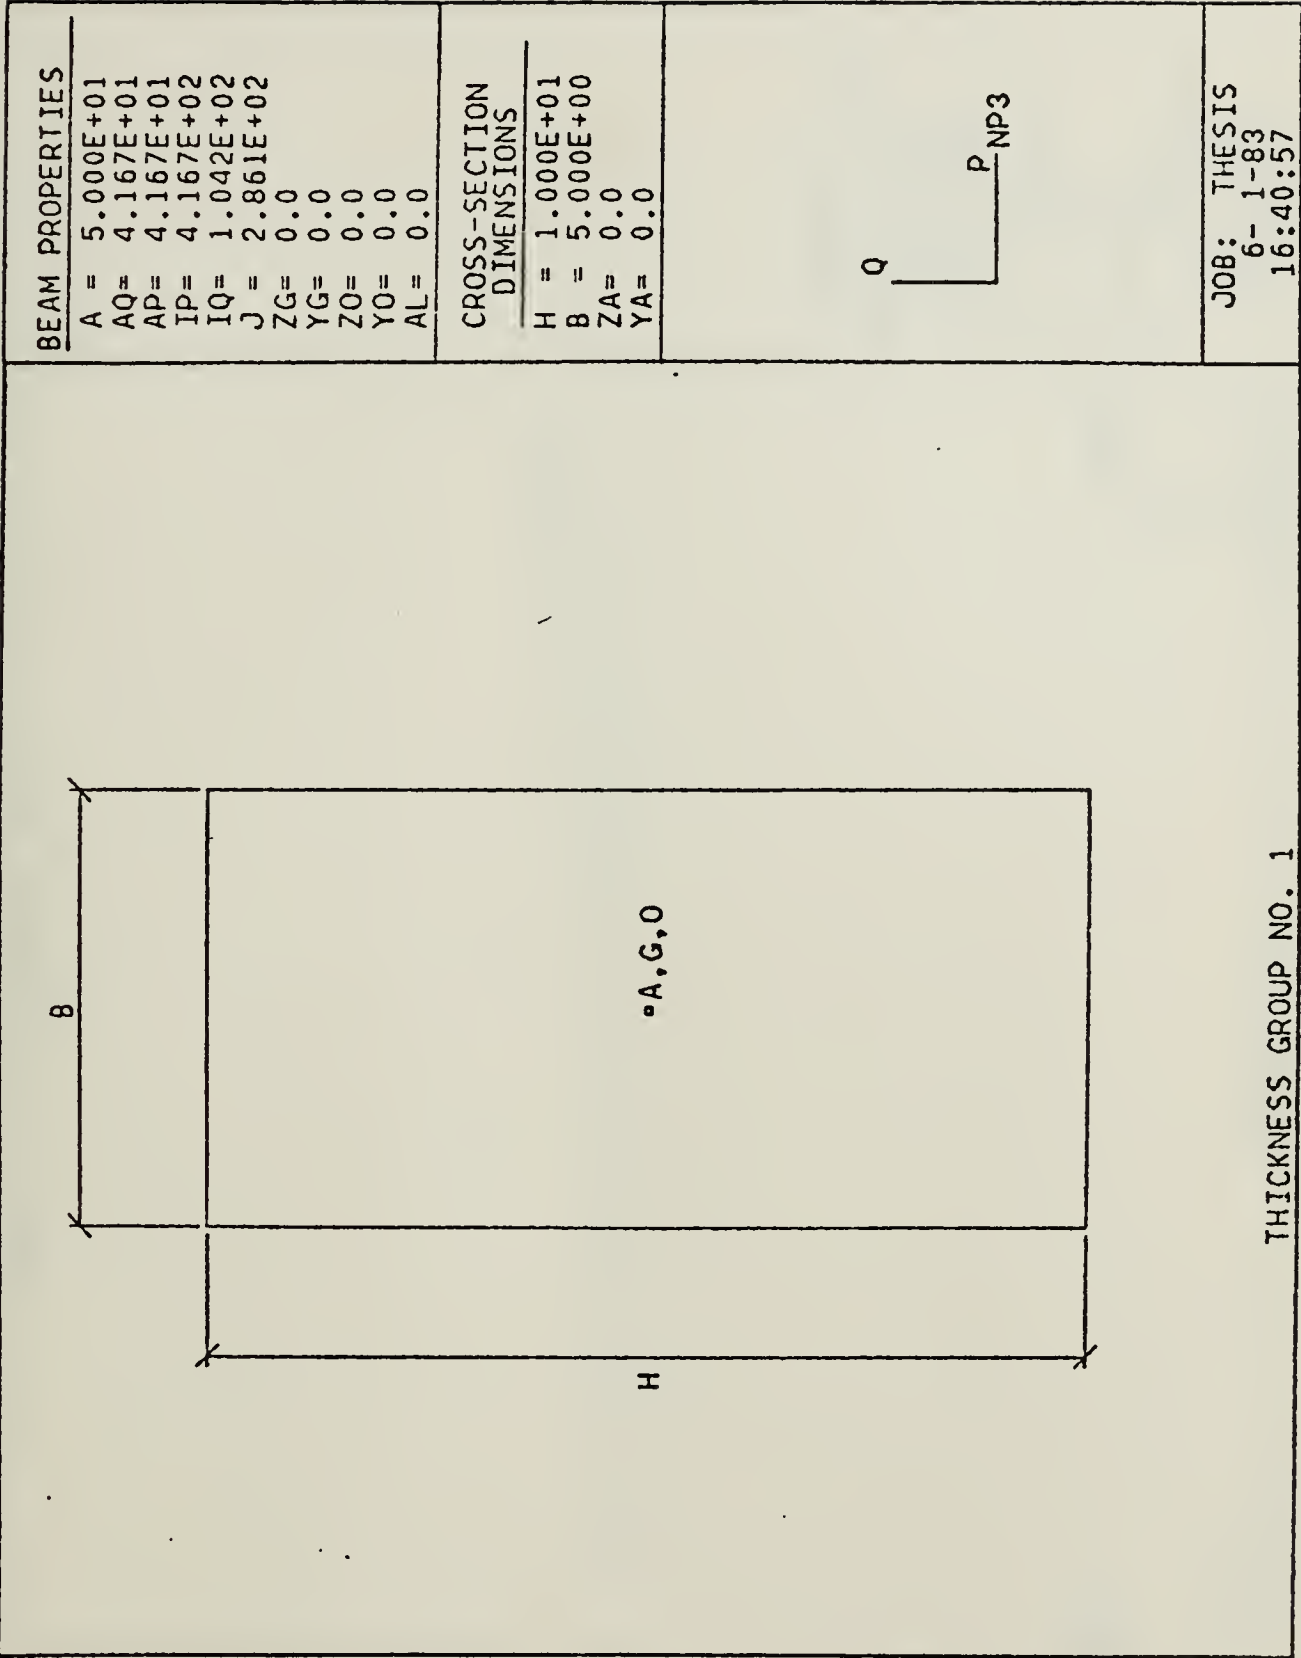 BEAM PROPERTIES
A = 5.000E+01
AQ= 4.167E+01
AP= 4.167E+01
IP= 4.167E+02
IQ= 1.042E+02
J = 2.861E+02
ZG= 0.0
YG= 0.0
ZO= 0.0
YO= 0.0
AL= 0.0
CROSS-SECTION
DIMENSIONS
H = 1.000E+01
B = 5.000E+00
ZA= 0.0
YA= 0.0
Q
P
NP3
JOB: THESIS
6- 1-83
16:40:57
B
A,G,O
H
THICKNESS GROUP NO. 1